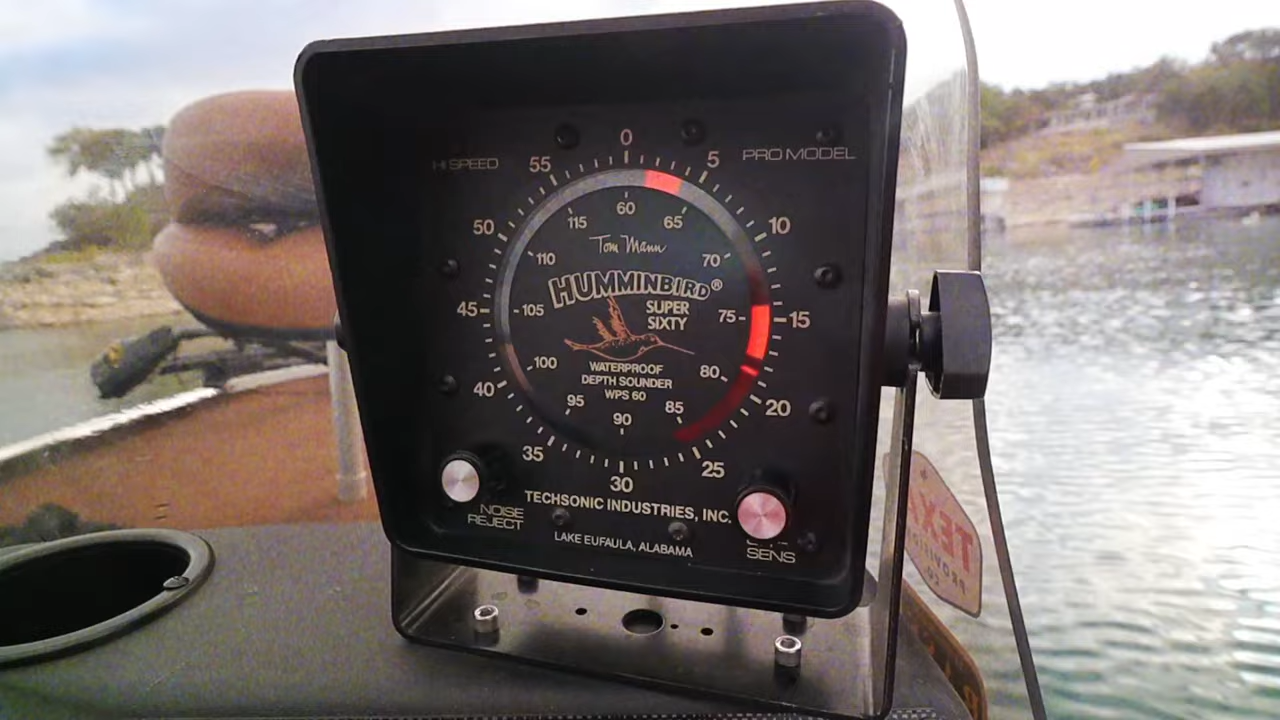 HI SPEED
PRO MODEL
0
5
10
15
20
25
30
35
40
45
50
55
60
65
70
75
80
85
90
95
100
105
110
115
Tom Mann
HUMMINBIRD®
SUPER
SIXTY
WATERPROOF
DEPTH SOUNDER
WPS 60
TECHSONIC INDUSTRIES, INC.
LAKE EUFAULA, ALABAMA
NOISE
REJECT
SENS